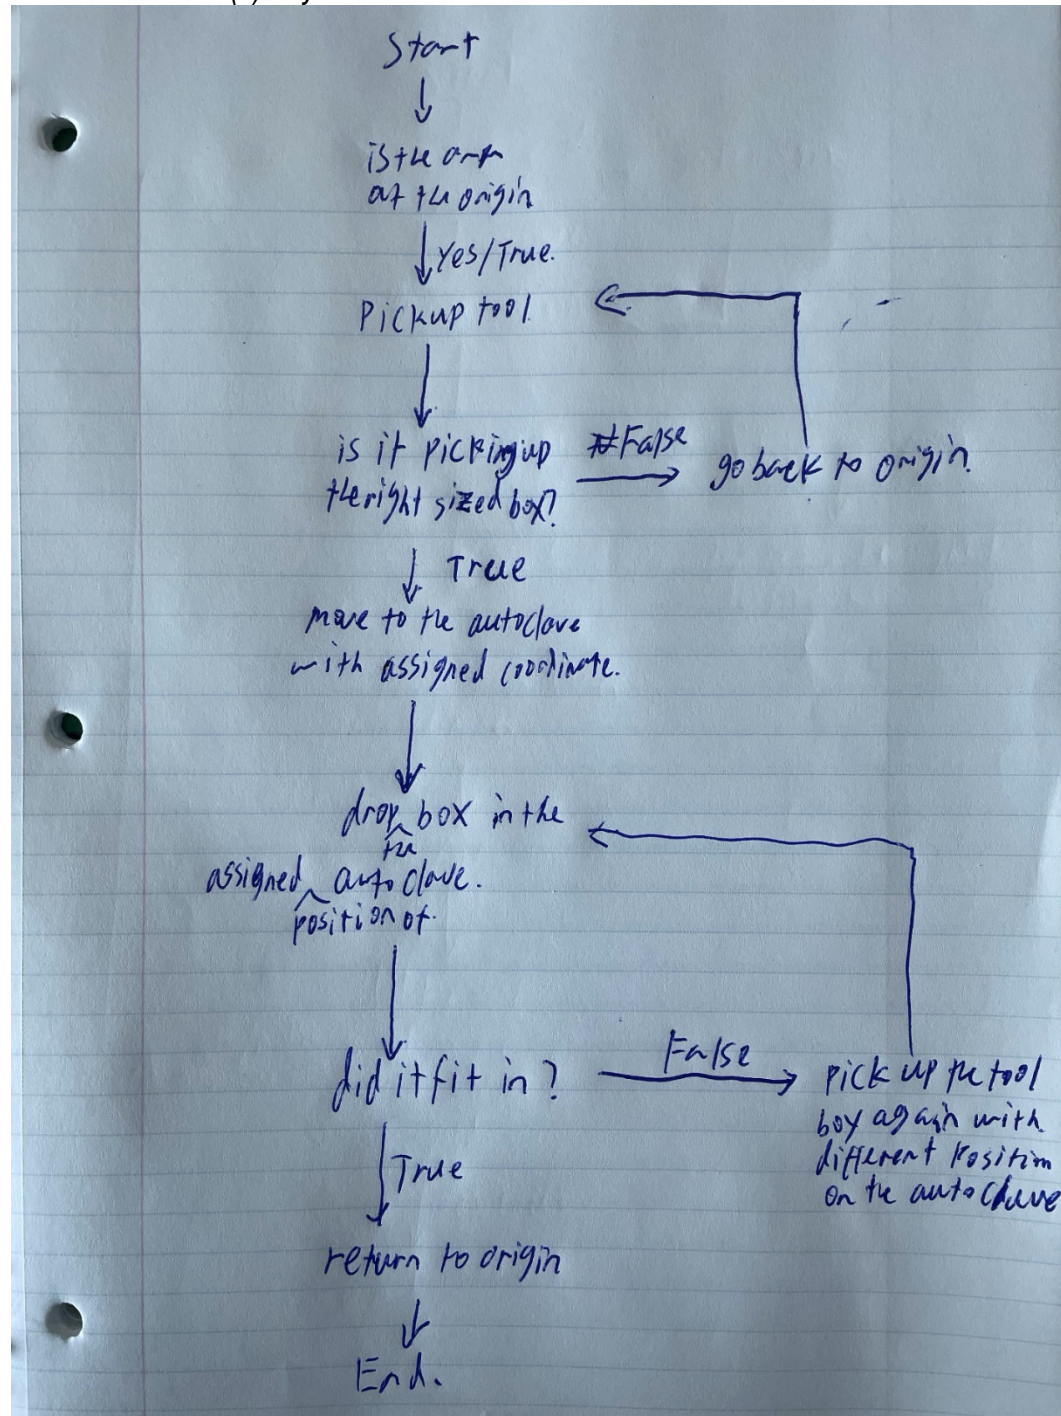 Start
is the arm
at the origin
Yes/True.
Pickup tool
is it picking up
the right sized box?
False
go back to origin.
True
move to the autoclave
with assigned coordinate.
drop the box in the
assigned position of autoclave.
did it fit in?
False
pick up the tool
box again with
different position
on the autoclave
True
return to origin
End.